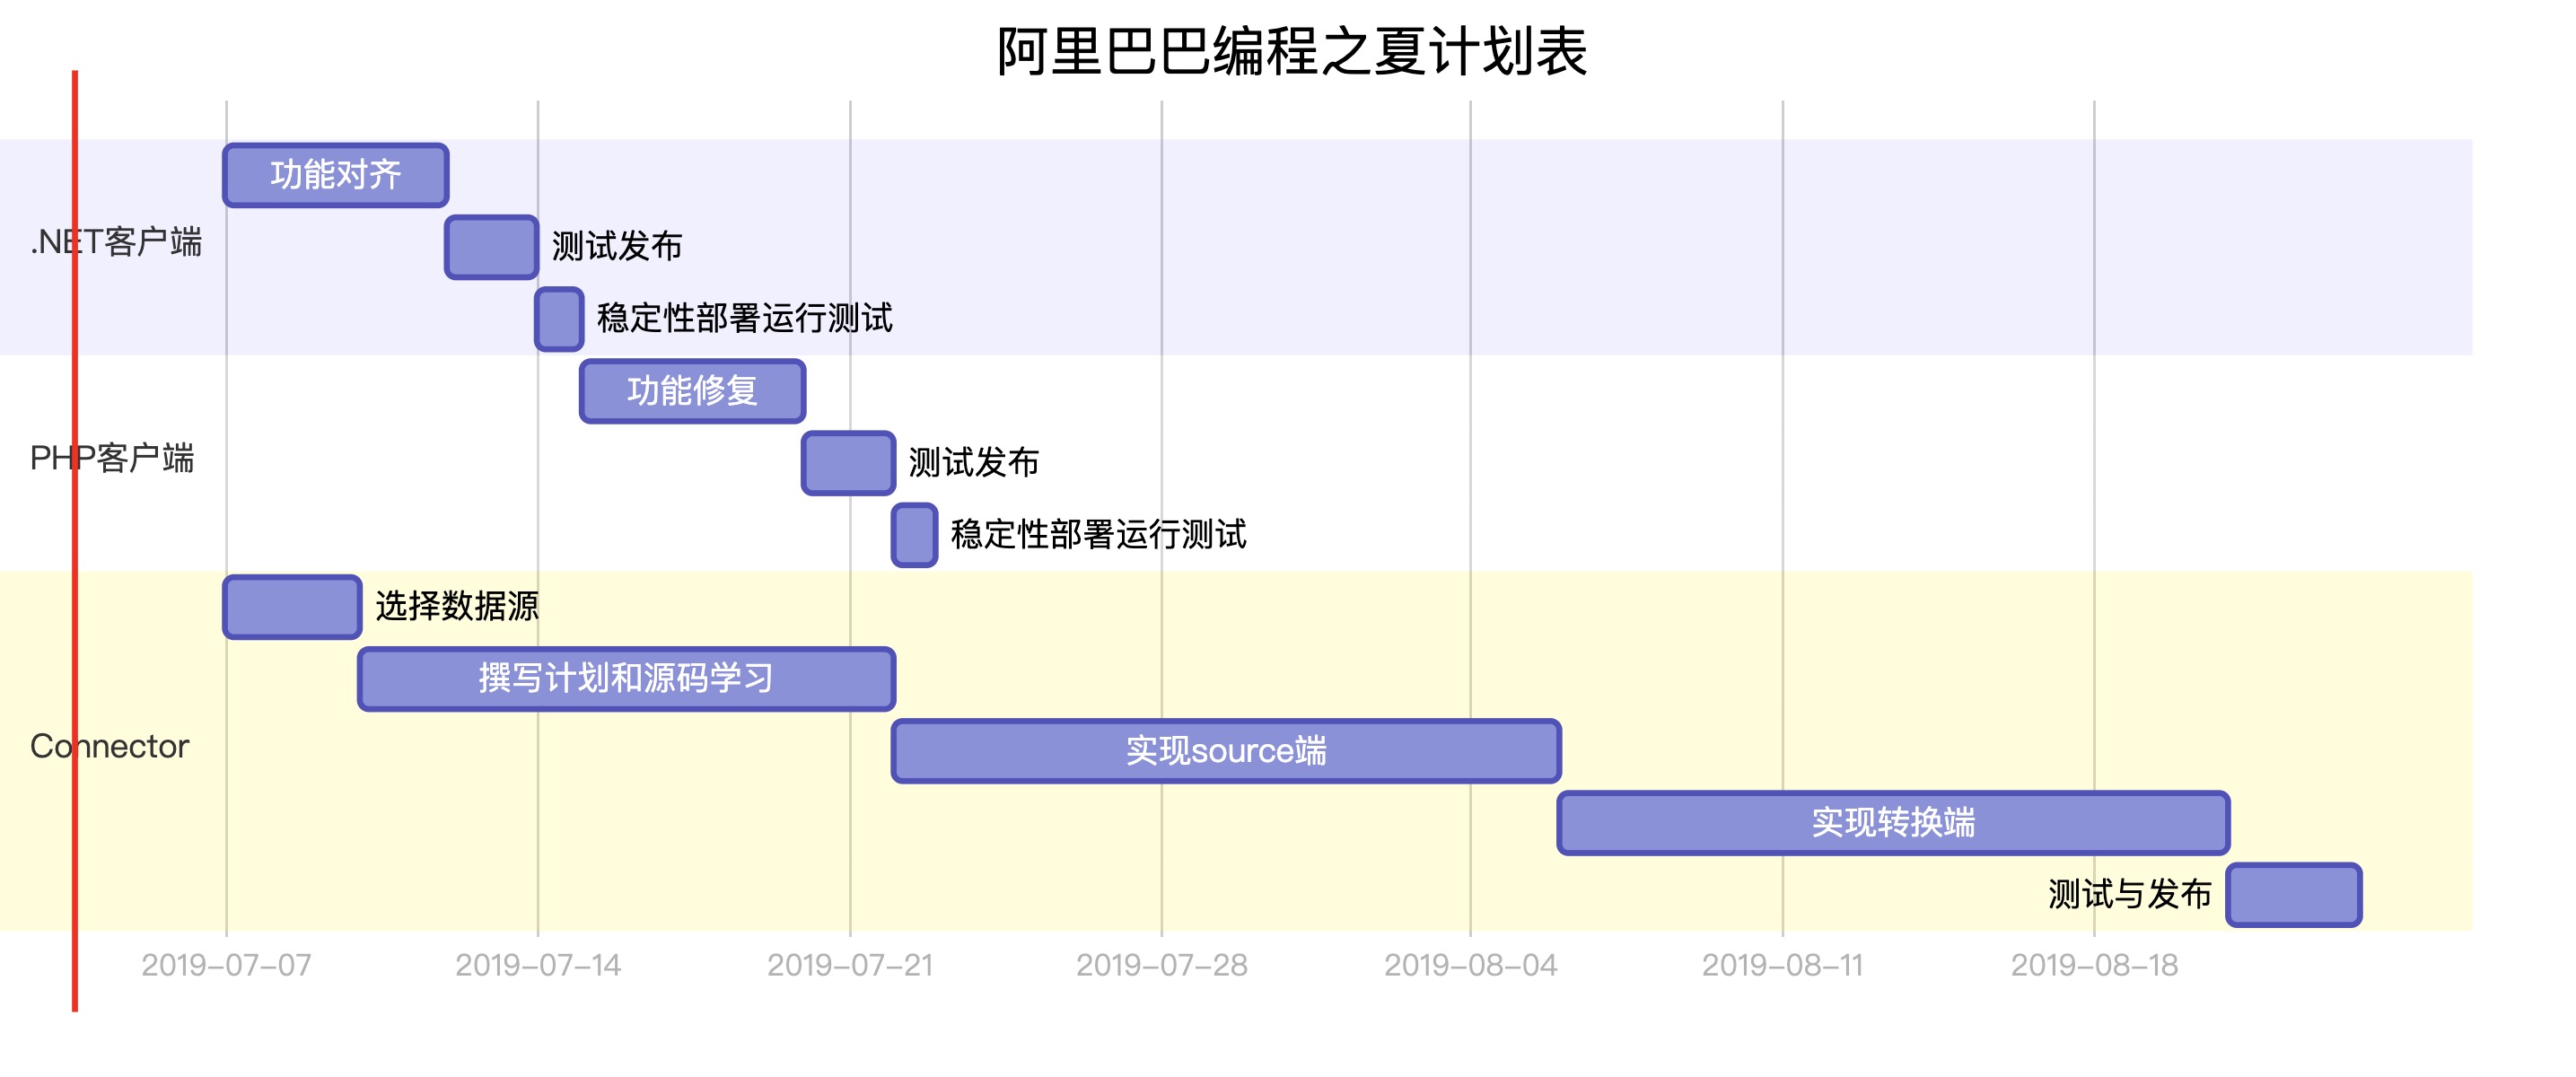 阿里巴巴编程之夏计划表
.NET客户端
功能对齐
测试发布
稳定性部署运行测试
PHP客户端
功能修复
测试发布
稳定性部署运行测试
Connector
选择数据源
撰写计划和源码学习
实现source端
实现转换端
测试与发布
2019-07-07
2019-07-14
2019-07-21
2019-07-28
2019-08-04
2019-08-11
2019-08-18